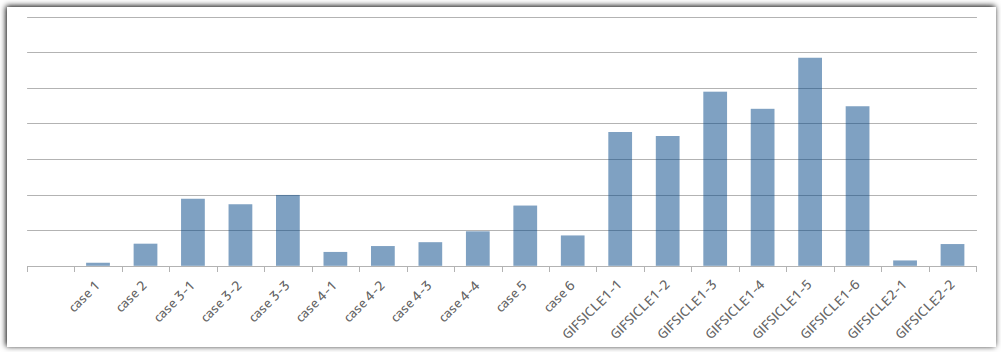 case 1
case 2
case 3-1
case 3-2
case 3-3
case 4-1
case 4-2
case 4-3
case 4-4
case 5
case 6
GIFSICLE1-1
GIFSICLE1-2
GIFSICLE1-3
GIFSICLE1-4
GIFSICLE1-5
GIFSICLE1-6
GIFSICLE2-1
GIFSICLE2-2